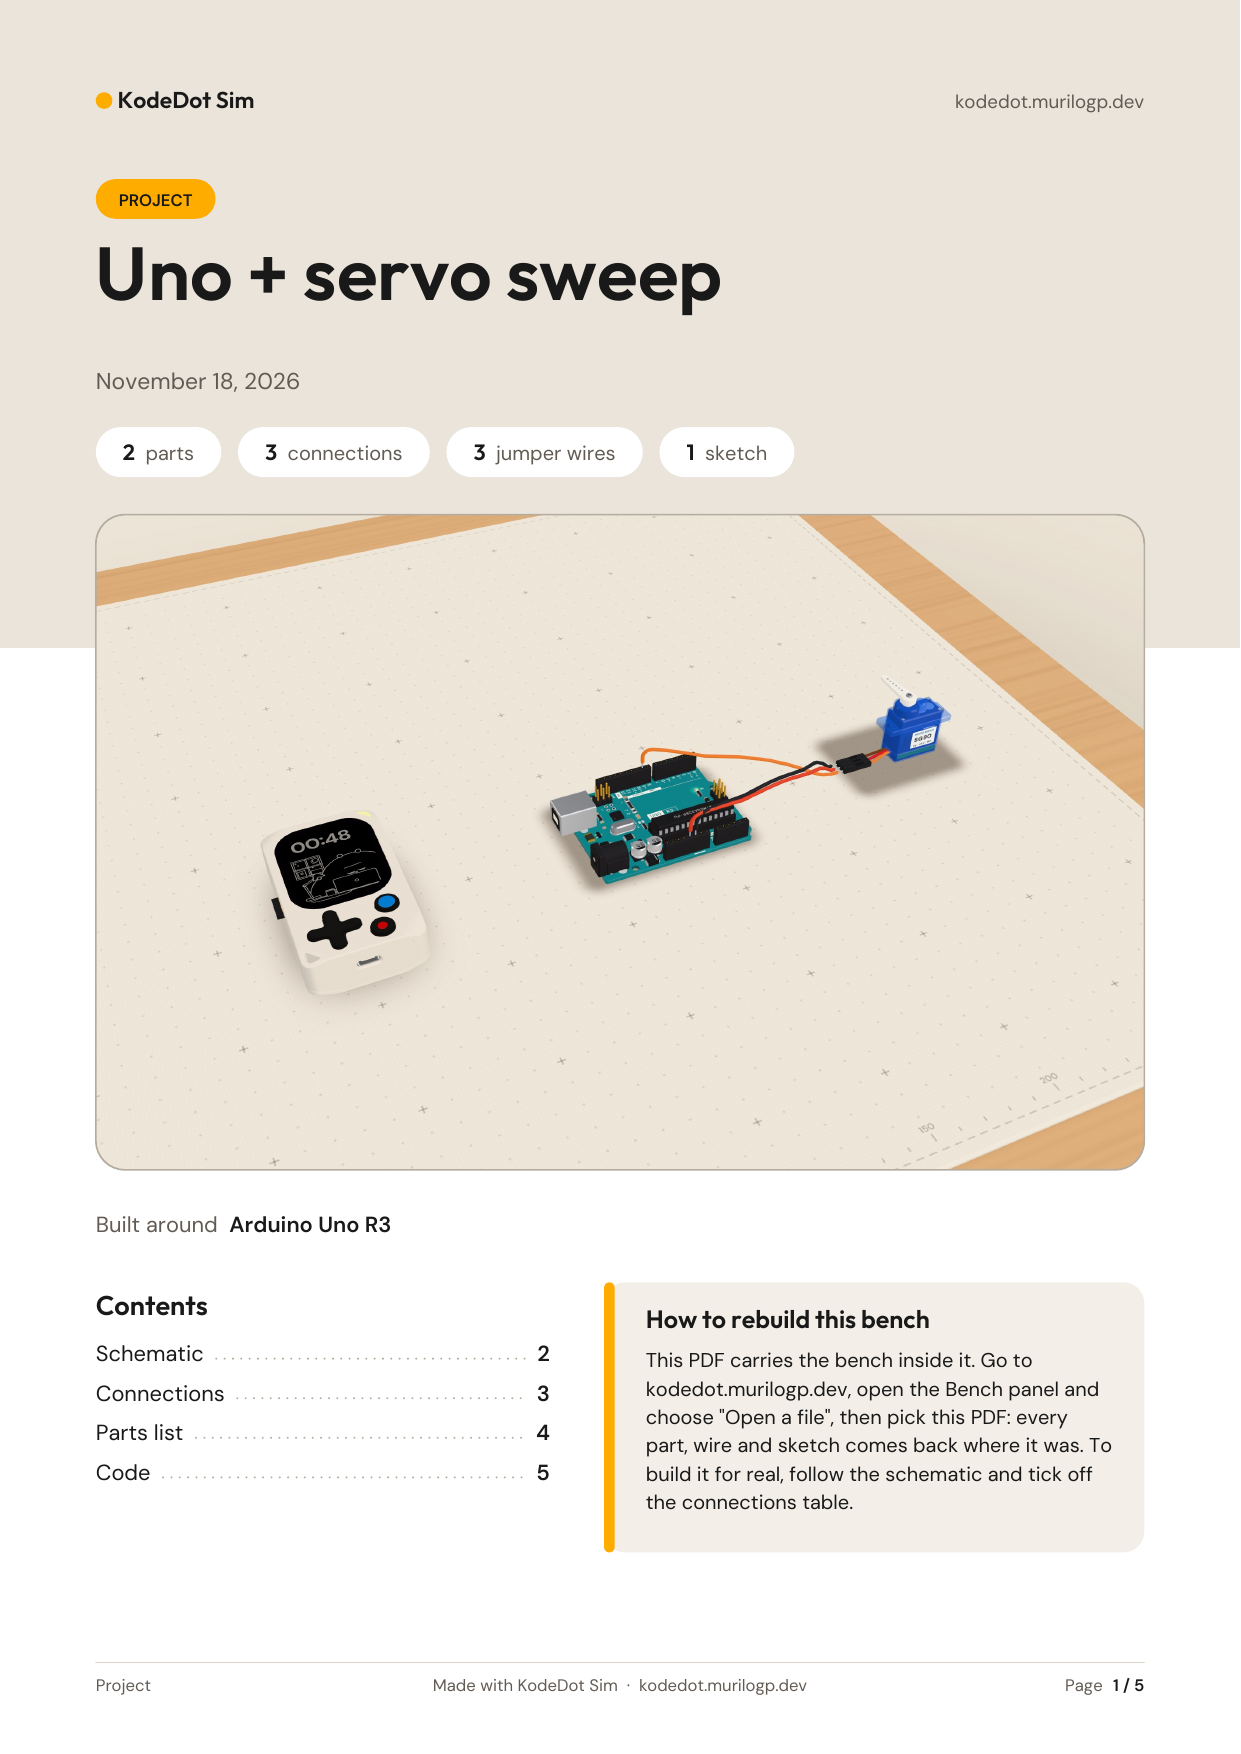 KodeDot Sim
kodedot.murilogp.dev
PROJECT
Uno + servo sweep
November 18, 2026
2 parts
3 connections
3 jumper wires
1 sketch
00:48
SG90
200
150
Built around Arduino Uno R3
Contents
Schematic 2
Connections 3
Parts list 4
Code 5
How to rebuild this bench
This PDF carries the bench inside it. Go to
kodedot.murilogp.dev, open the Bench panel and
choose "Open a file", then pick this PDF: every
part, wire and sketch comes back where it was. To
build it for real, follow the schematic and tick off
the connections table.
Project
Made with KodeDot Sim · kodedot.murilogp.dev
Page 1 / 5